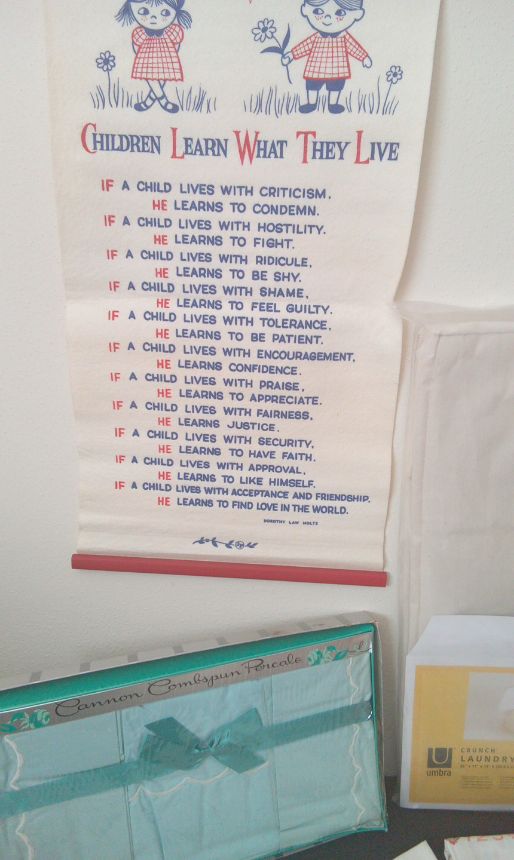 CHILDREN LEARN WHAT THEY LIVE
IF A CHILD LIVES WITH CRITICISM,
HE LEARNS TO CONDEMN.
IF A CHILD LIVES WITH HOSTILITY.
HE LEARNS TO FIGHT.
IF A CHILD LIVES WITH RIDICULE,
HE LEARNS TO BE SHY.
IF A CHILD LIVES WITH SHAME,
HE LEARNS TO FEEL GUILTY.
IF A CHILD LIVES WITH TOLERANCE,
HE LEARNS TO BE PATIENT.
IF A CHILD LIVES WITH ENCOURAGEMENT,
HE LEARNS CONFIDENCE.
IF A CHILD LIVES WITH PRAISE,
HE LEARNS TO APPRECIATE.
IF A CHILD LIVES WITH FAIRNESS,
HE LEARNS JUSTICE.
IF A CHILD LIVES WITH SECURITY,
HE LEARNS TO HAVE FAITH.
IF A CHILD LIVES WITH APPROVAL,
HE LEARNS TO LIKE HIMSELF.
IF A CHILD LIVES WITH ACCEPTANCE AND FRIENDSHIP,
HE LEARNS TO FIND LOVE IN THE WORLD.
DOROTHY LAW NOLTE
Cannon Combspun Percale
CRUNCH
LAUNDRY
umbra